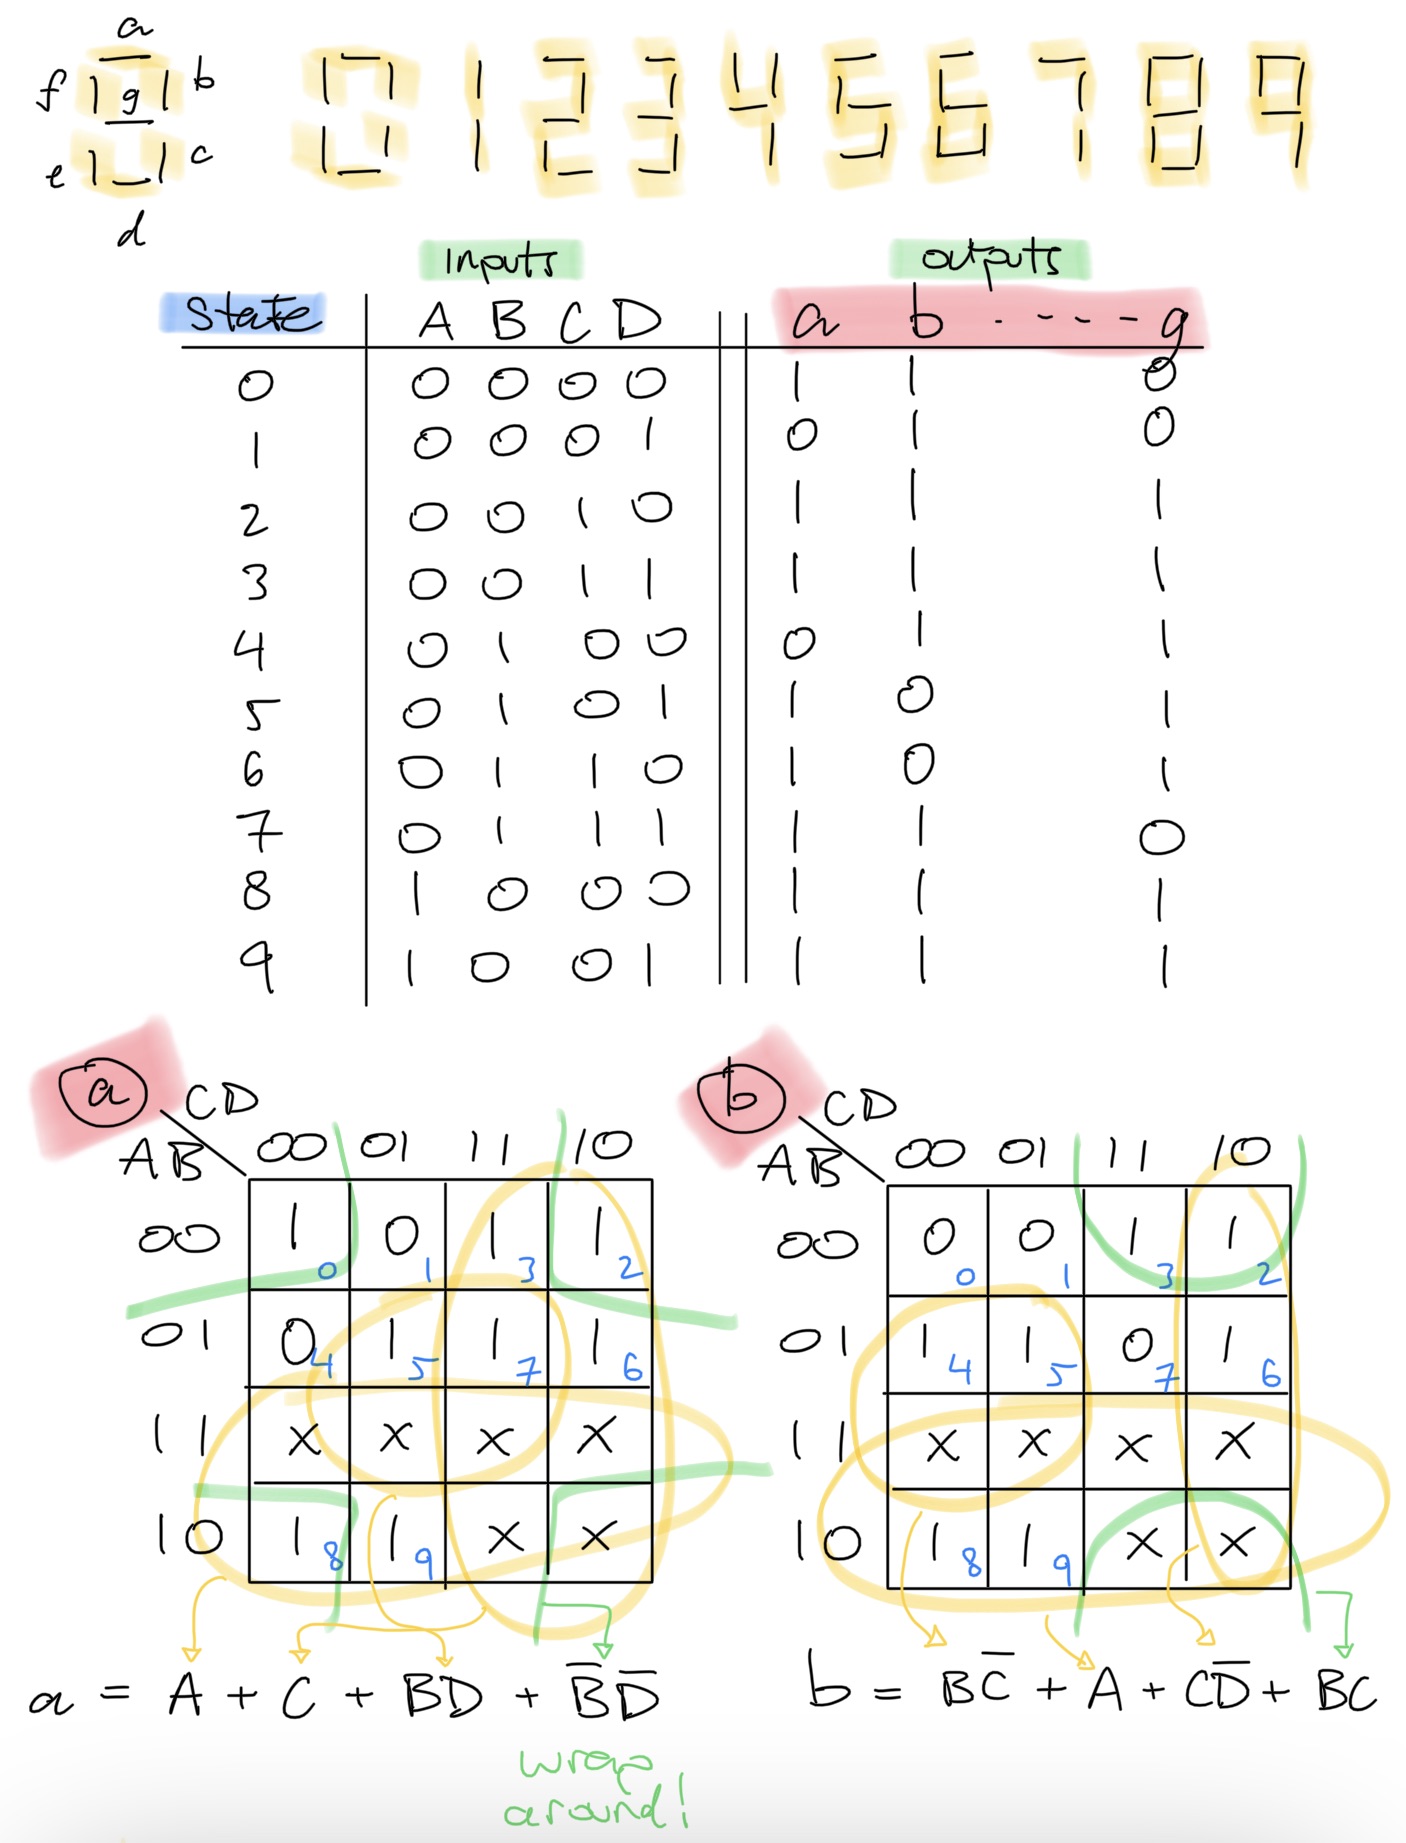 a
f g b
e c
d
0 1 2 3 4 5 6 7 8 9
inputs outputs
state A B C D a b - - - - g
0 0 0 0 0 1 1 0
1 0 0 0 1 0 1 0
2 0 0 1 0 1 1 1
3 0 0 1 1 1 1 1
4 0 1 0 0 0 1 1
5 0 1 0 1 1 0 1
6 0 1 1 0 1 0 1
7 0 1 1 1 1 1 0
8 1 0 0 0 1 1 1
9 1 0 0 1 1 1 1
a CD b CD
AB 00 01 11 10 AB 00 01 11 10
00 1 0 0 1 1 3 1 2 00 0 0 0 1 1 3 1 2
01 0 4 1 5 1 7 1 6 01 1 4 1 5 0 7 1 6
11 x x x x 11 x x x x
10 1 8 1 9 x x 10 1 8 1 9 x x
a = A + C + BD + B̅D̅ b = BC̅ + A + CD̅ + BC
wrap
around!